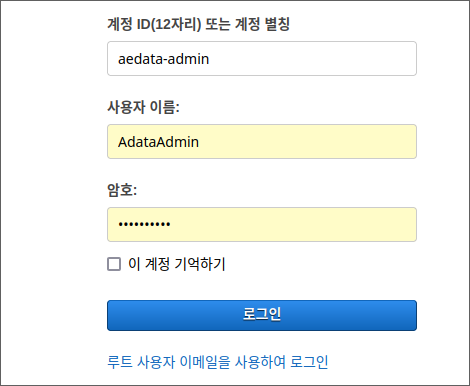 계정 ID(12자리) 또는 계정 별칭
aedata-admin
사용자 이름:
AdataAdmin
암호:
••••••••••
이 계정 기억하기
로그인
루트 사용자 이메일을 사용하여 로그인